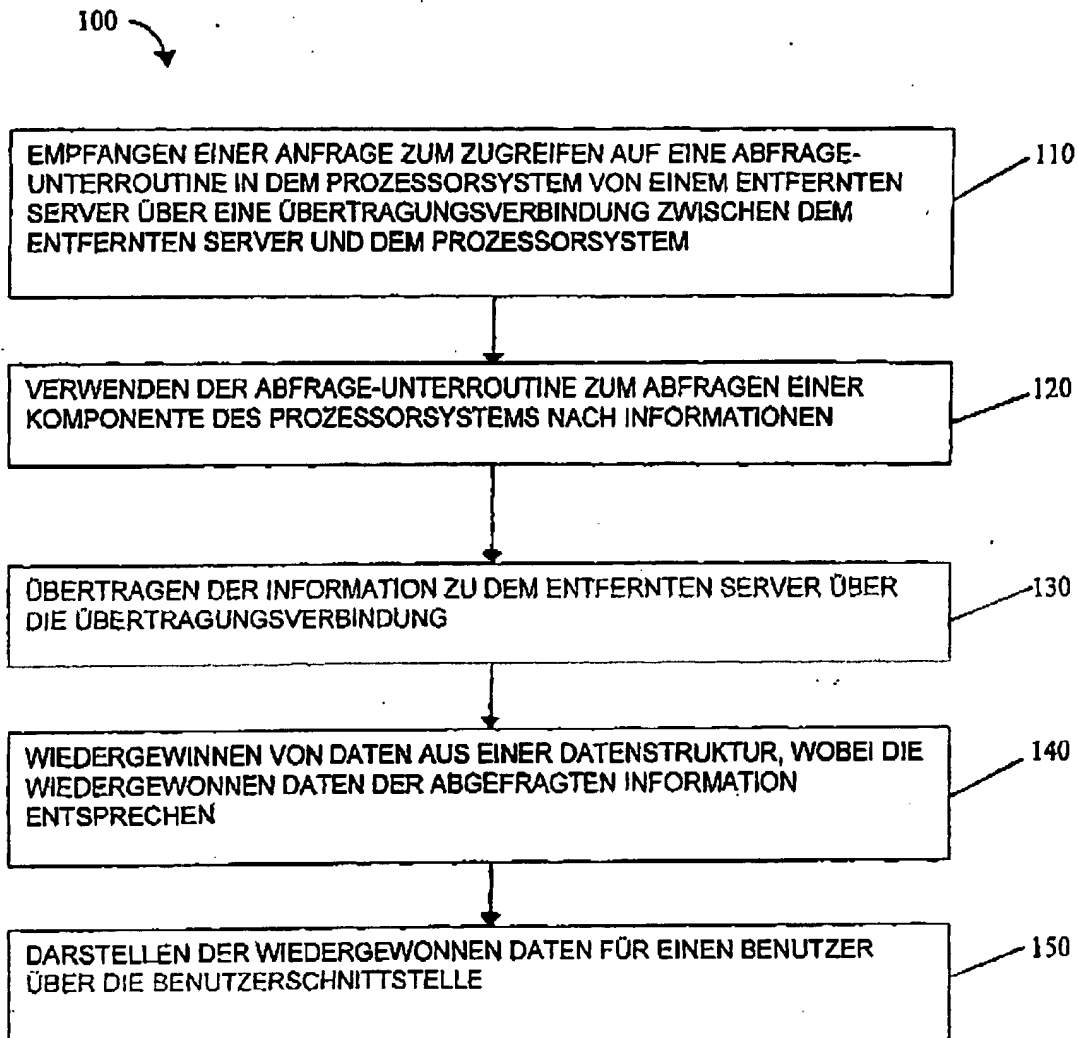 100
EMPFANGEN EINER ANFRAGE ZUM ZUGREIFEN AUF EINE ABFRAGE-
UNTERROUTINE IN DEM PROZESSORSYSTEM VON EINEM ENTFERNTEN
SERVER ÜBER EINE ÜBERTRAGUNGSVERBINDUNG ZWISCHEN DEM
ENTFERNTEN SERVER UND DEM PROZESSORSYSTEM
110
VERWENDEN DER ABFRAGE-UNTERROUTINE ZUM ABFRAGEN EINER
KOMPONENTE DES PROZESSORSYSTEMS NACH INFORMATIONEN
120
ÜBERTRAGEN DER INFORMATION ZU DEM ENTFERNTEN SERVER ÜBER
DIE ÜBERTRAGUNGSVERBINDUNG
130
WIEDERGEWINNEN VON DATEN AUS EINER DATENSTRUKTUR, WOBEI DIE
WIEDERGEWONNEN DATEN DER ABGEFRAGTEN INFORMATION
ENTSPRECHEN
140
DARSTELLEN DER WIEDERGEWONNEN DATEN FÜR EINEN BENUTZER
ÜBER DIE BENUTZERSCHNITTSTELLE
150